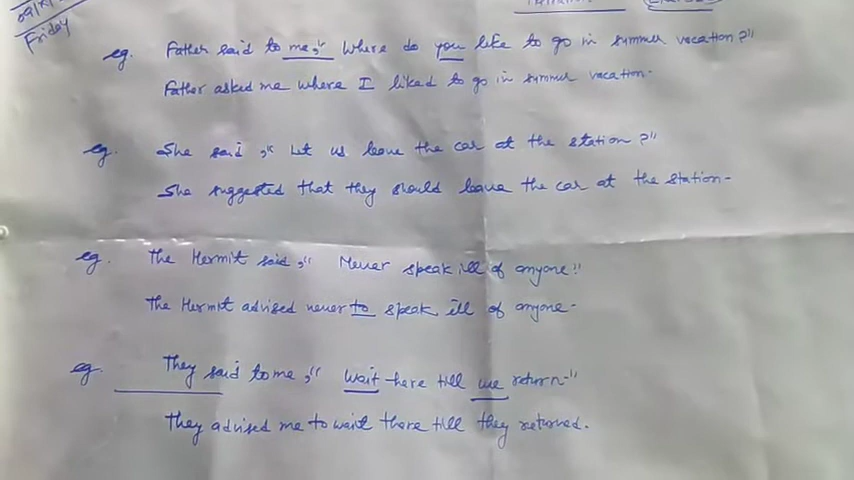 Friday
eg. Father said to me," Where do you like to go in summer vacation?"
Father asked me where I liked to go in summer vacation.
eg. She said ," Let us leave the car at the station?"
She suggested that they should leave the car at the station.
eg. The Hermit said ," Never speak ill of anyone!"
The Hermit advised never to speak ill of anyone.
eg. They said to me ," Wait here till we return."
They advised me to wait there till they returned.